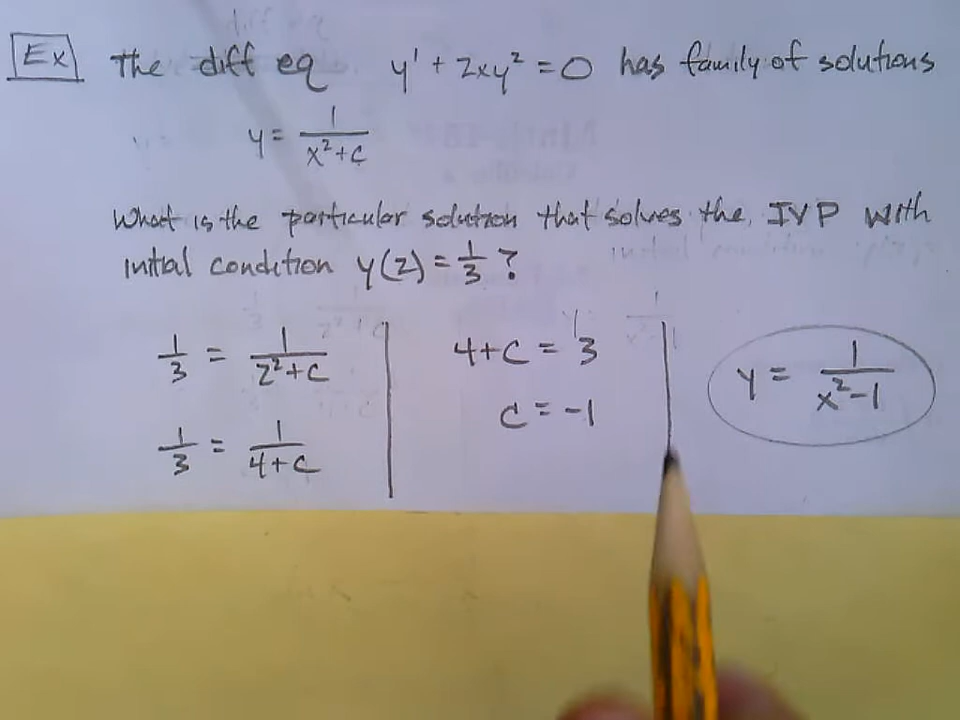 Ex The diff eq y' + 2xy² = 0 has family of solutions
y = 1/(x²+c)
What is the particular solution that solves the IVP with
initial condition y(2) = 1/3 ?
1/3 = 1/(2²+c)
1/3 = 1/(4+c)
4+c = 3
c = -1
y = 1/(x²-1)